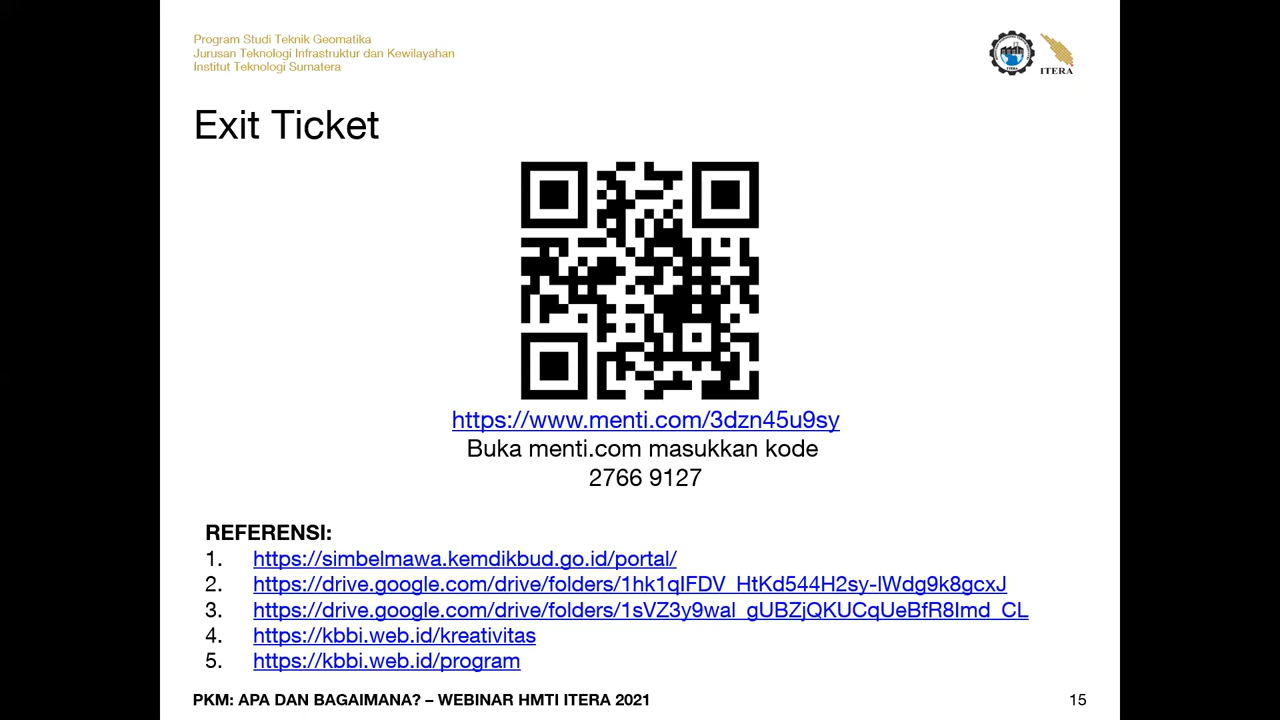 Program Studi Teknik Geomatika
Jurusan Teknologi Infrastruktur dan Kewilayahan
Institut Teknologi Sumatera
ITERA
Exit Ticket
https://www.menti.com/3dzn45u9sy
Buka menti.com masukkan kode
2766 9127
REFERENSI:
1. https://simbelmawa.kemdikbud.go.id/portal/
2. https://drive.google.com/drive/folders/1hk1qIFDV_HtKd544H2sy-lWdg9k8gcxJ
3. https://drive.google.com/drive/folders/1sVZ3y9wal_gUBZjQKUCqUeBfR8Imd_CL
4. https://kbbi.web.id/kreativitas
5. https://kbbi.web.id/program
PKM: APA DAN BAGAIMANA? – WEBINAR HMTI ITERA 2021
15